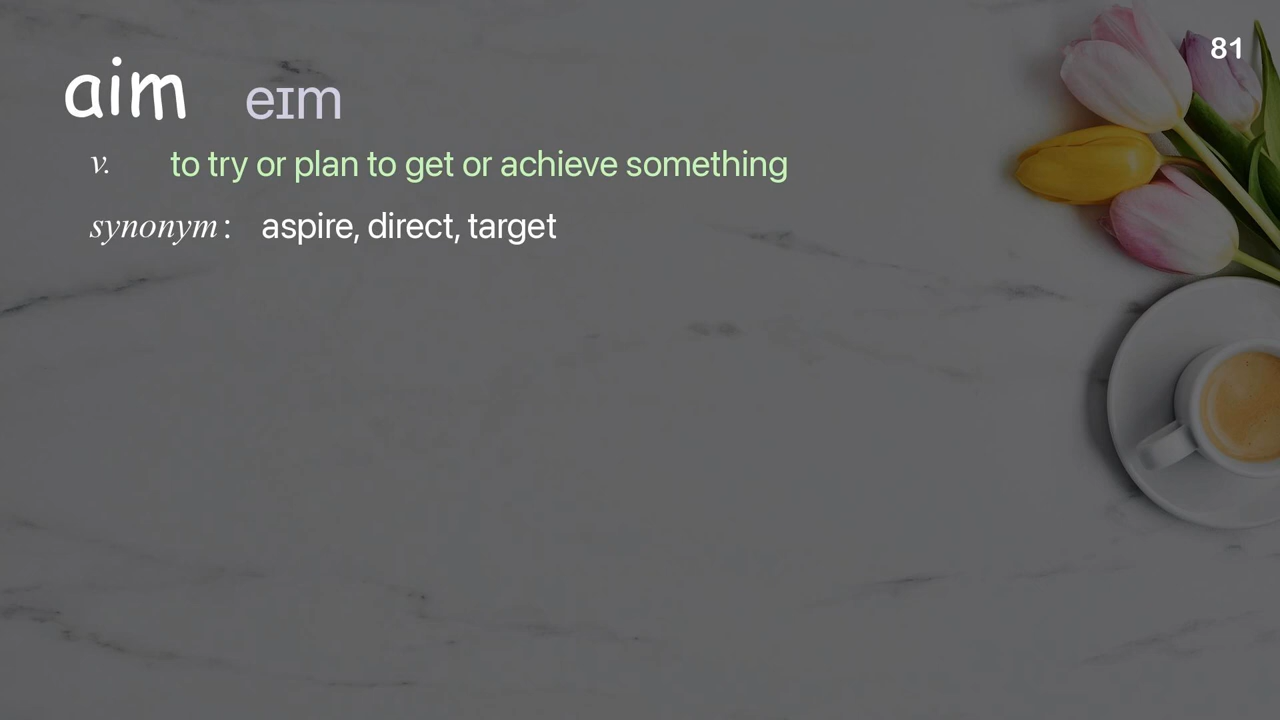 81
aim eɪm
v. to try or plan to get or achieve something
synonym: aspire, direct, target